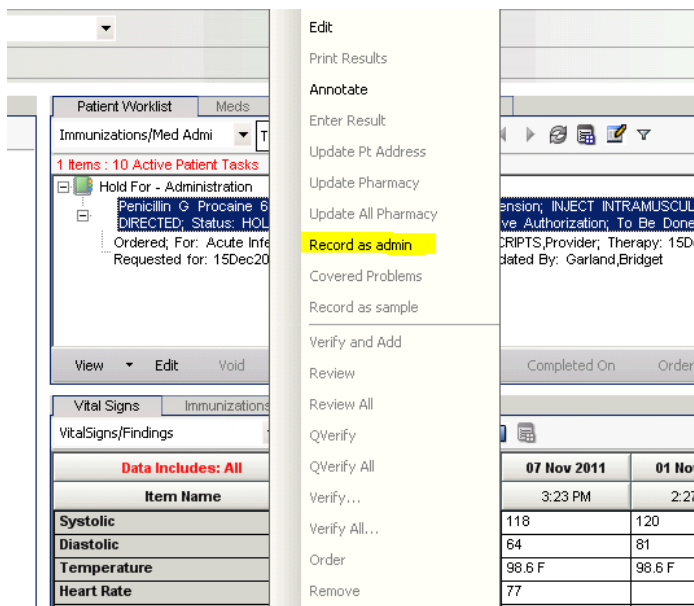 Edit
Print Results
Annotate
Enter Result
Update Pt Address
Update Pharmacy
Update All Pharmacy
Record as admin
Covered Problems
Record as sample
Verify and Add
Review
Review All
QVerify
QVerify All
Verify...
Verify All...
Order
Remove
Patient Worklist Meds
Immunizations/Med Admi
1 Items : 10 Active Patient Tasks
Hold For - Administration
Penicillin G Procaine 6 ension; INJECT INTRAMUSCUL
DIRECTED; Status: HOL ve Authorization; To Be Done
Ordered; For: Acute Infe CRIPTS,Provider; Therapy: 15D
Requested for: 15Dec20 dated By: Garland,Bridget
View Edit Void Completed On Order
Vital Signs Immunizations
VitalSigns/Findings
Data Includes: All 07 Nov 2011 01 No
Item Name 3:23 PM 2:27
Systolic 118 120
Diastolic 64 81
Temperature 98.6 F 98.6 F
Heart Rate 77